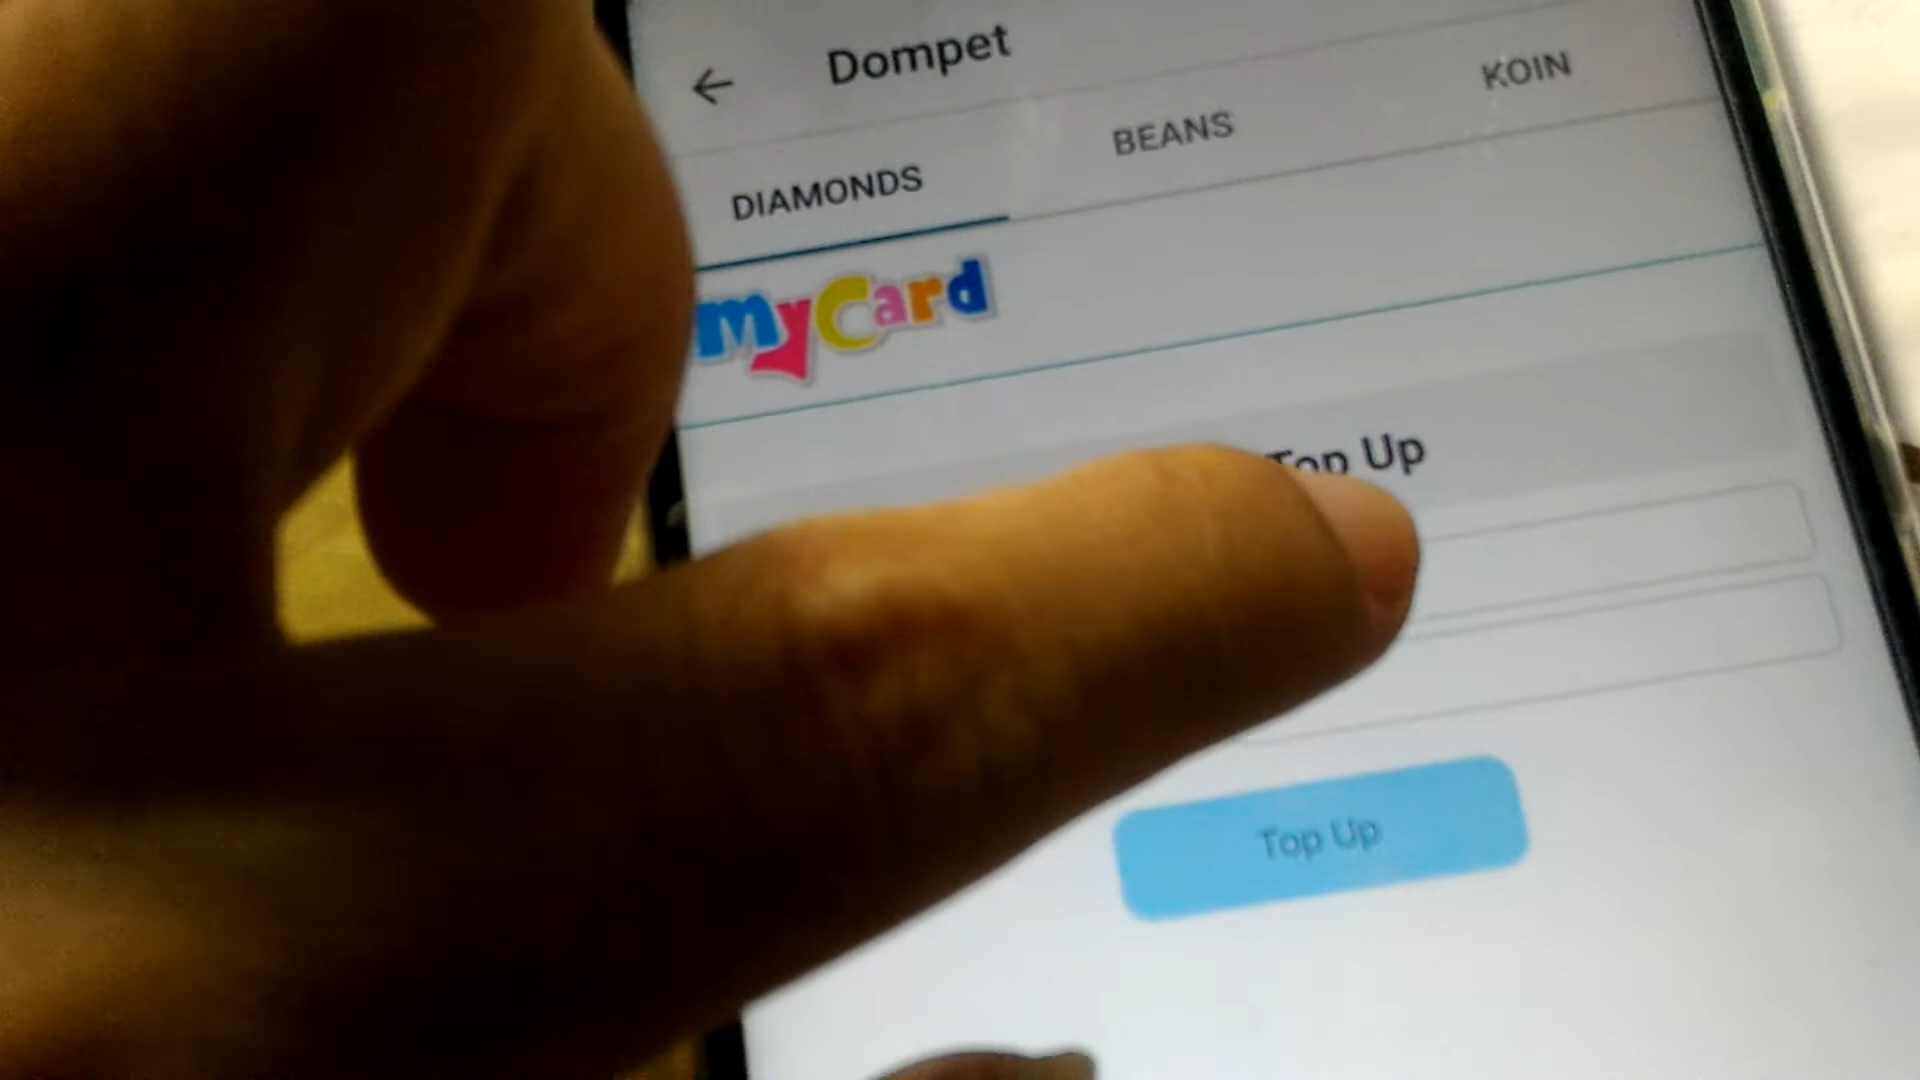 Dompet
DIAMONDS
BEANS
KOIN
myCard
Top Up
Top Up